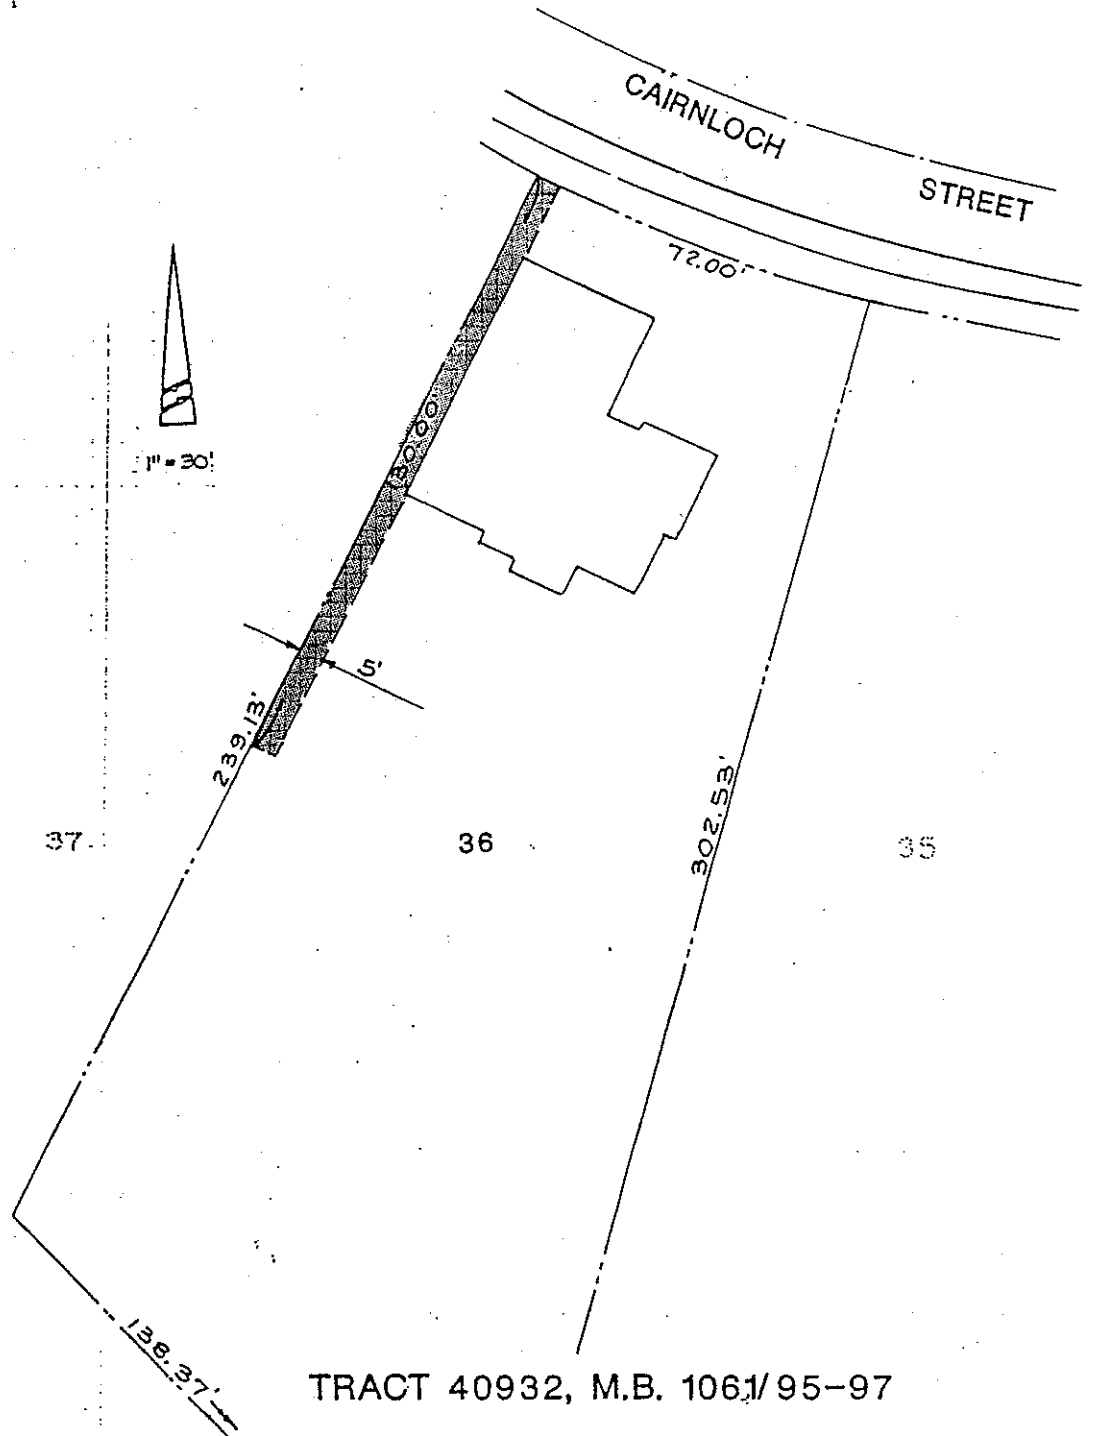 CAIRNLOCH
STREET
72.00'
1" = 30'
130.00'
5'
239.13'
302.53'
37
36
35
138.37'
TRACT 40932, M.B. 1061/95-97